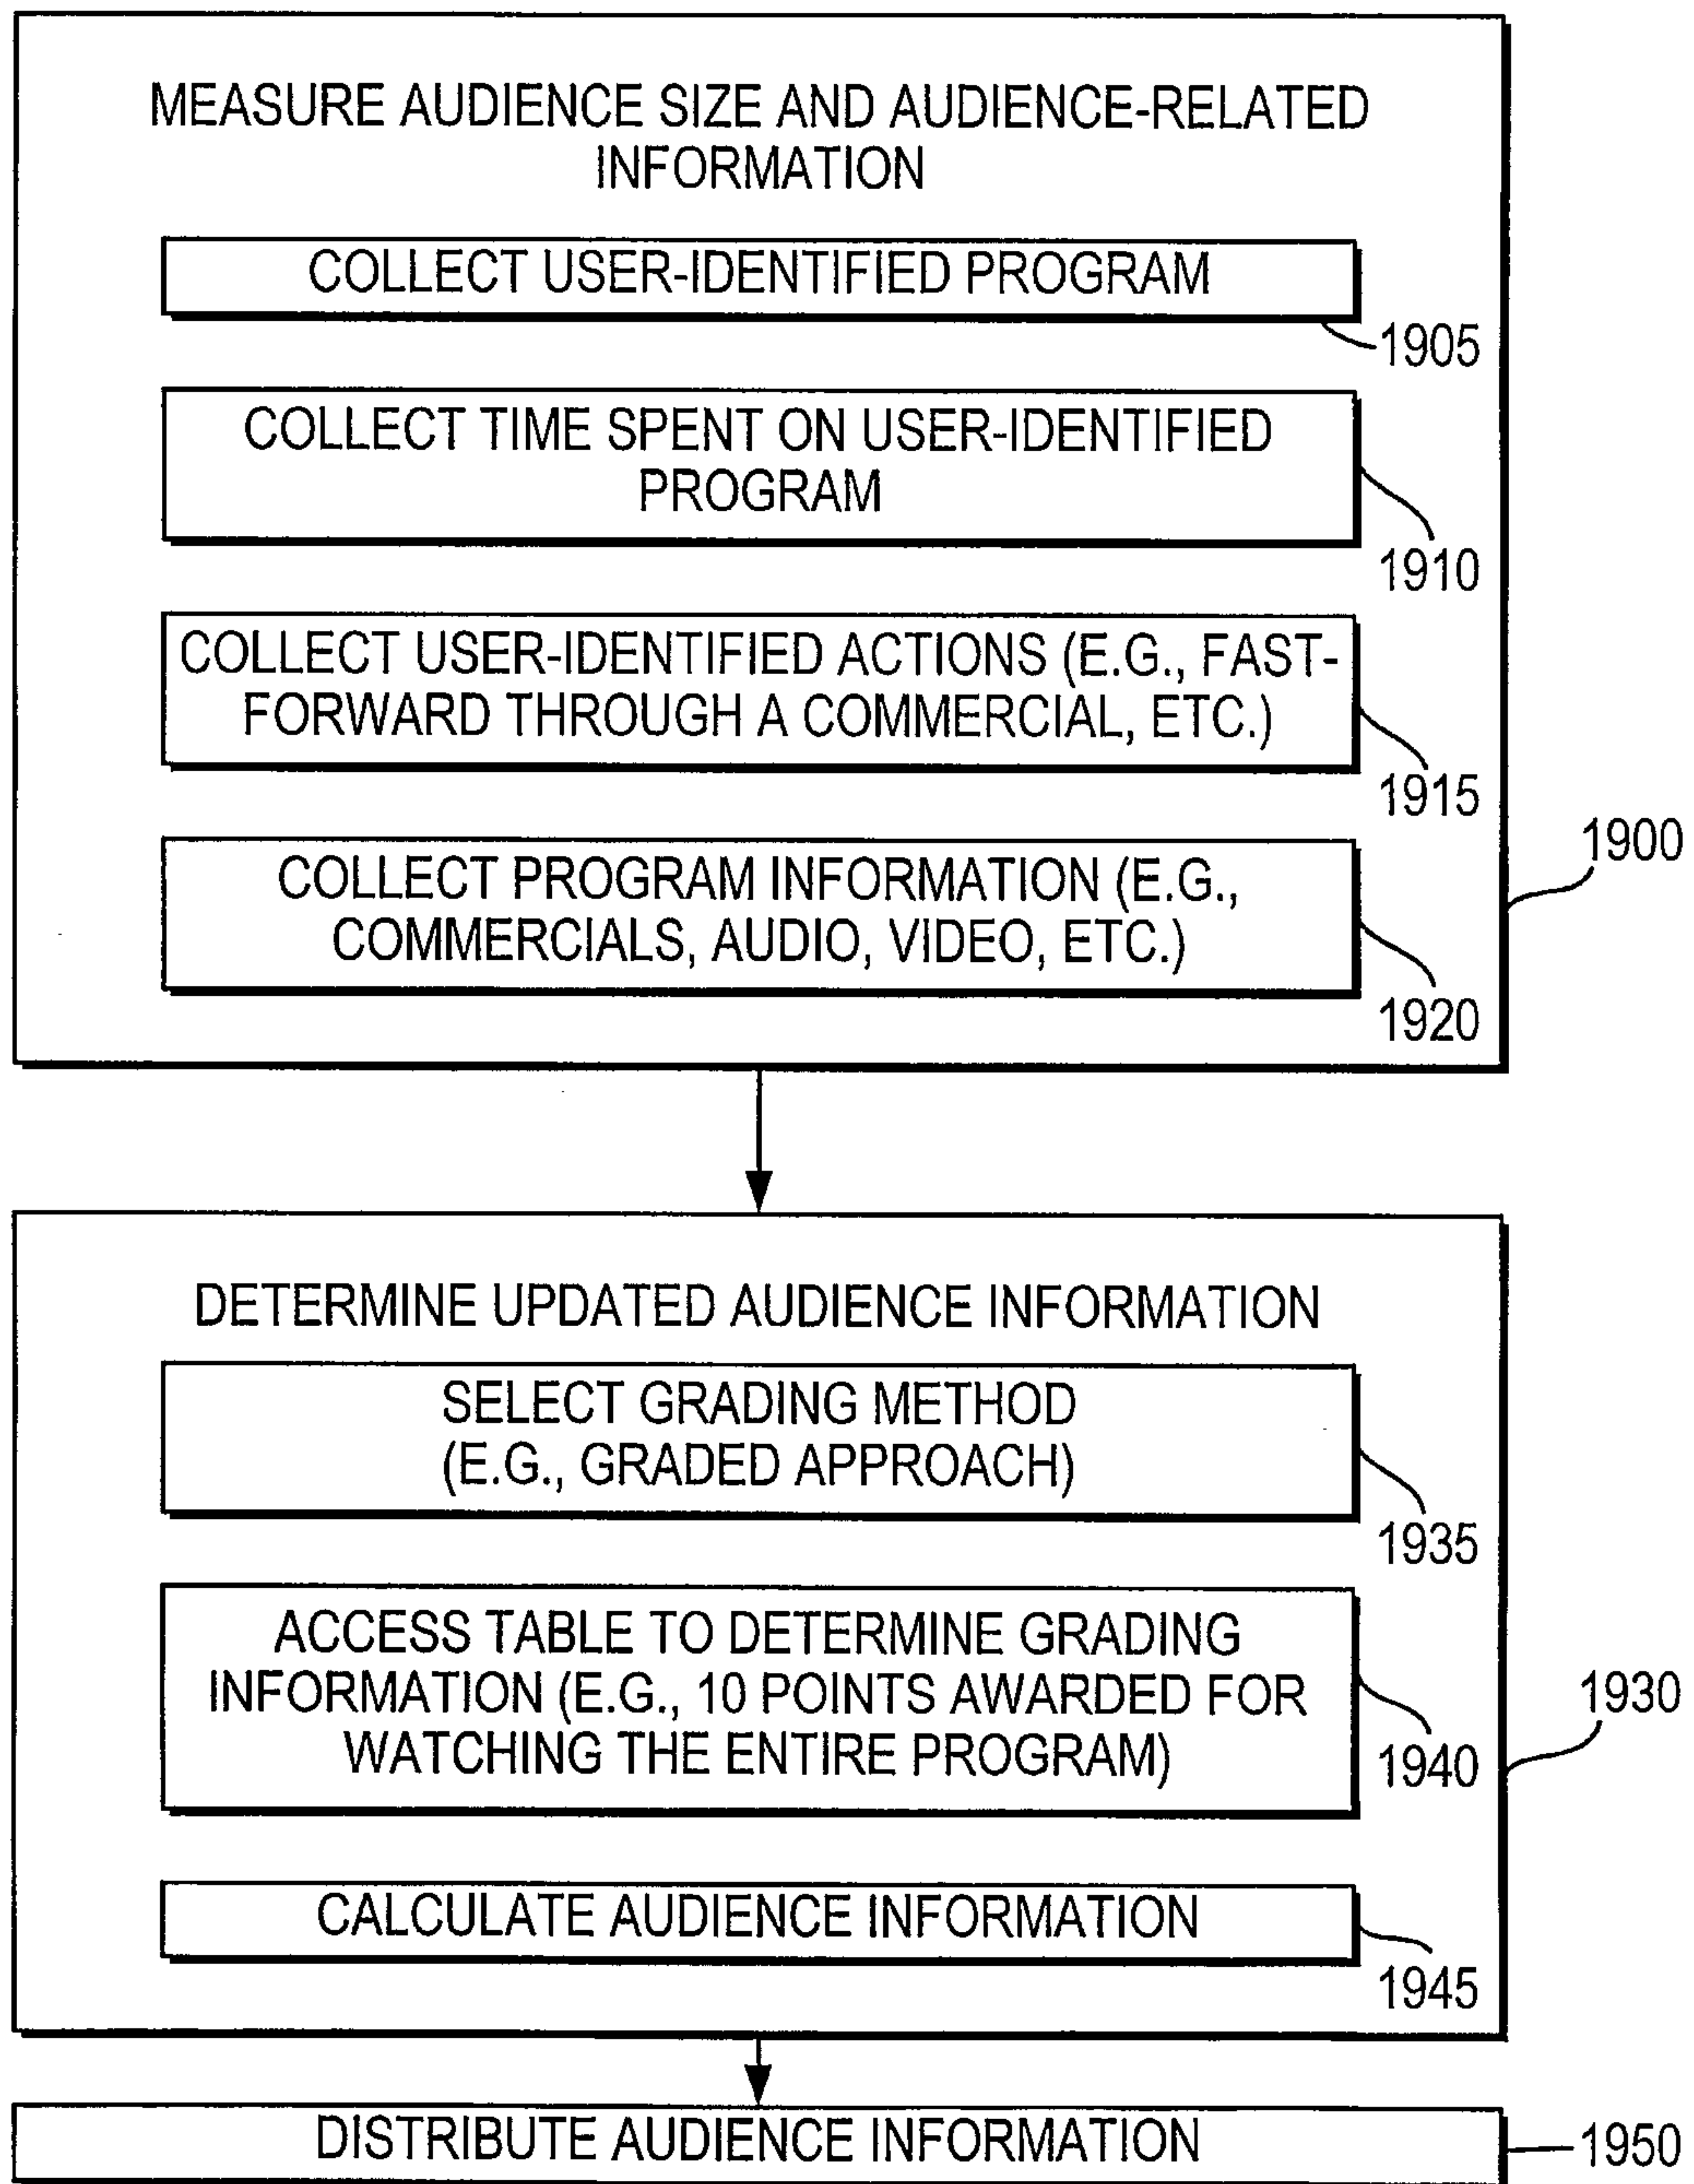 MEASURE AUDIENCE SIZE AND AUDIENCE-RELATED
INFORMATION
COLLECT USER-IDENTIFIED PROGRAM
1905
COLLECT TIME SPENT ON USER-IDENTIFIED
PROGRAM
1910
COLLECT USER-IDENTIFIED ACTIONS (E.G., FAST-
FORWARD THROUGH A COMMERCIAL, ETC.)
1915
1900
COLLECT PROGRAM INFORMATION (E.G.,
COMMERCIALS, AUDIO, VIDEO, ETC.)
1920
DETERMINE UPDATED AUDIENCE INFORMATION
SELECT GRADING METHOD
(E.G., GRADED APPROACH)
1935
ACCESS TABLE TO DETERMINE GRADING
INFORMATION (E.G., 10 POINTS AWARDED FOR
WATCHING THE ENTIRE PROGRAM)
1940
1930
CALCULATE AUDIENCE INFORMATION
1945
DISTRIBUTE AUDIENCE INFORMATION
1950